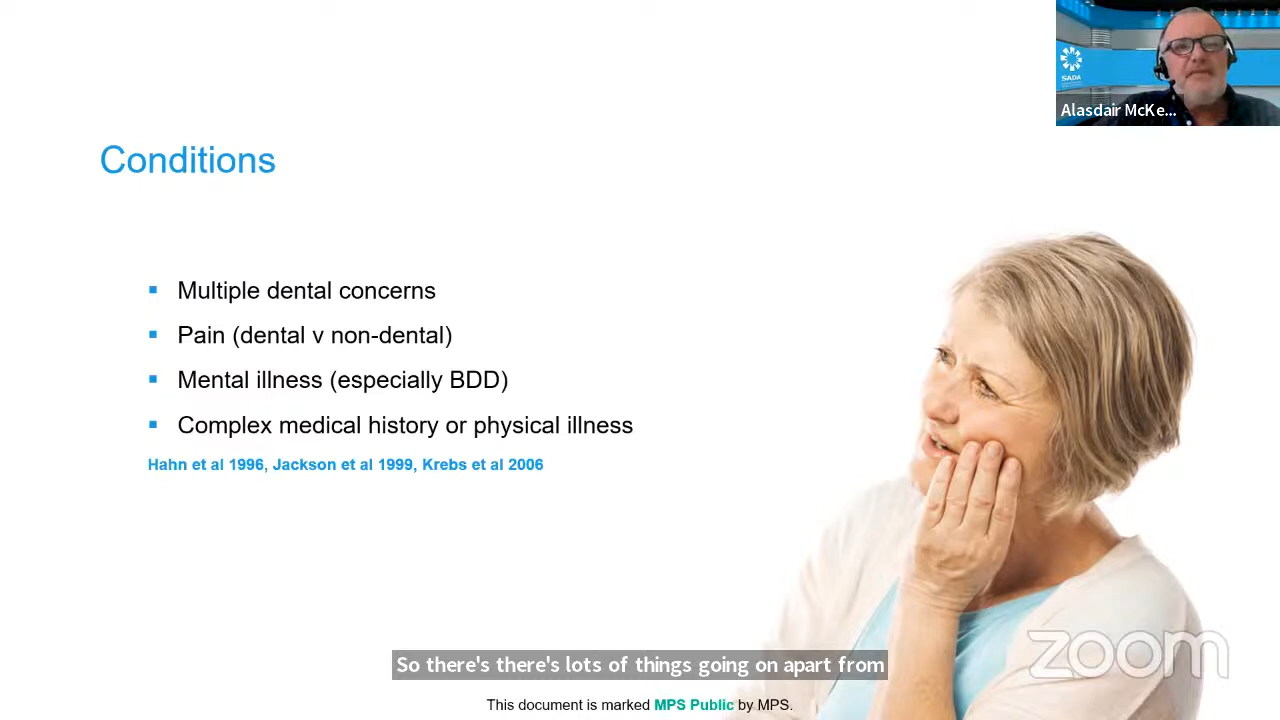 SADA
Alasdair McKe...
Conditions
Multiple dental concerns
Pain (dental v non-dental)
Mental illness (especially BDD)
Complex medical history or physical illness
Hahn et al 1996, Jackson et al 1999, Krebs et al 2006
So there's there's lots of things going on apart from
zoom
This document is marked MPS Public by MPS.